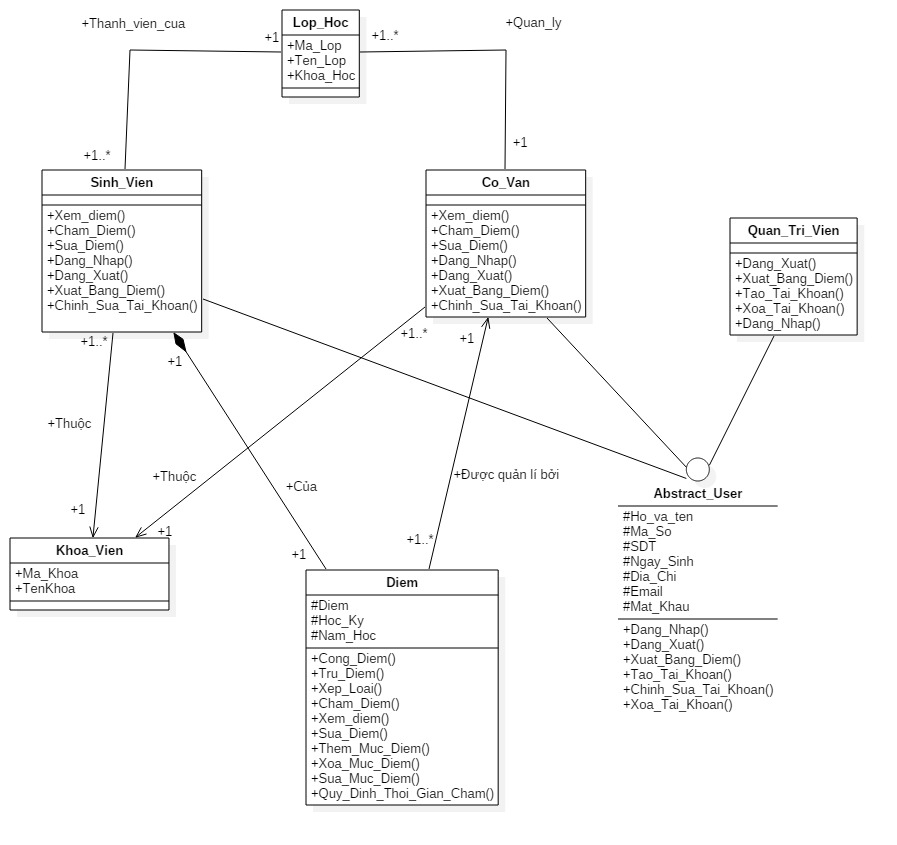 +Thanh_vien_cua
+1
Lop_Hoc
+Ma_Lop
+Ten_Lop
+Khoa_Hoc
+1..*
+Quan_ly
+1..*
+1
Sinh_Vien
+Xem_diem()
+Cham_Diem()
+Sua_Diem()
+Dang_Nhap()
+Dang_Xuat()
+Xuat_Bang_Diem()
+Chinh_Sua_Tai_Khoan()
Co_Van
+Xem_diem()
+Cham_Diem()
+Sua_Diem()
+Dang_Nhap()
+Dang_Xuat()
+Xuat_Bang_Diem()
+Chinh_Sua_Tai_Khoan()
Quan_Tri_Vien
+Dang_Xuat()
+Xuat_Bang_Diem()
+Tao_Tai_Khoan()
+Xoa_Tai_Khoan()
+Dang_Nhap()
+1..*
+1
+1..*
+1
+Thuộc
+Thuộc
+Của
+Được quản lí bởi
+1
+1
+1
+1..*
Khoa_Vien
+Ma_Khoa
+TenKhoa
Diem
#Diem
#Hoc_Ky
#Nam_Hoc
+Cong_Diem()
+Tru_Diem()
+Xep_Loai()
+Cham_Diem()
+Xem_diem()
+Sua_Diem()
+Them_Muc_Diem()
+Xoa_Muc_Diem()
+Sua_Muc_Diem()
+Quy_Dinh_Thoi_Gian_Cham()
Abstract_User
#Ho_va_ten
#Ma_So
#SDT
#Ngay_Sinh
#Dia_Chi
#Email
#Mat_Khau
+Dang_Nhap()
+Dang_Xuat()
+Xuat_Bang_Diem()
+Tao_Tai_Khoan()
+Chinh_Sua_Tai_Khoan()
+Xoa_Tai_Khoan()